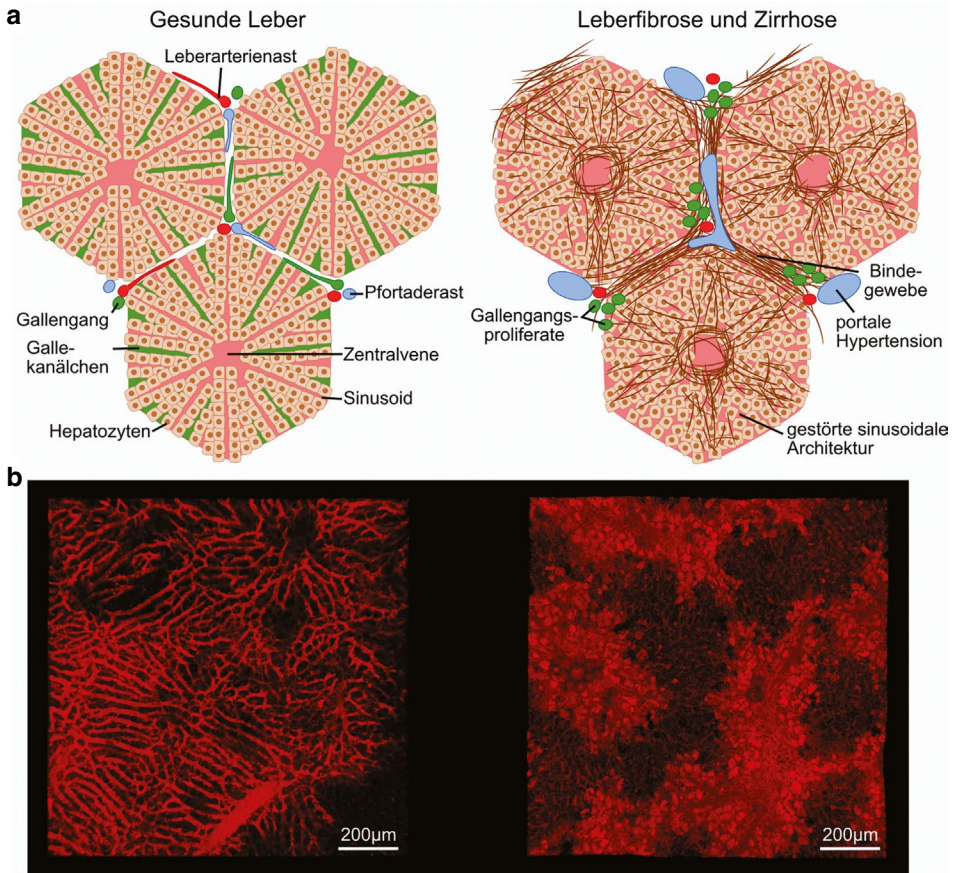 a
Gesunde Leber
Leberarterienast
Pfortaderast
Gallengang
Galle-
kanälchen
Zentralvene
Sinusoid
Hepatozyten
Leberfibrose und Zirrhose
Binde-
gewebe
Gallengangs-
proliferate
portale
Hypertension
gestörte sinusoidale
Architektur
b
200µm
200µm